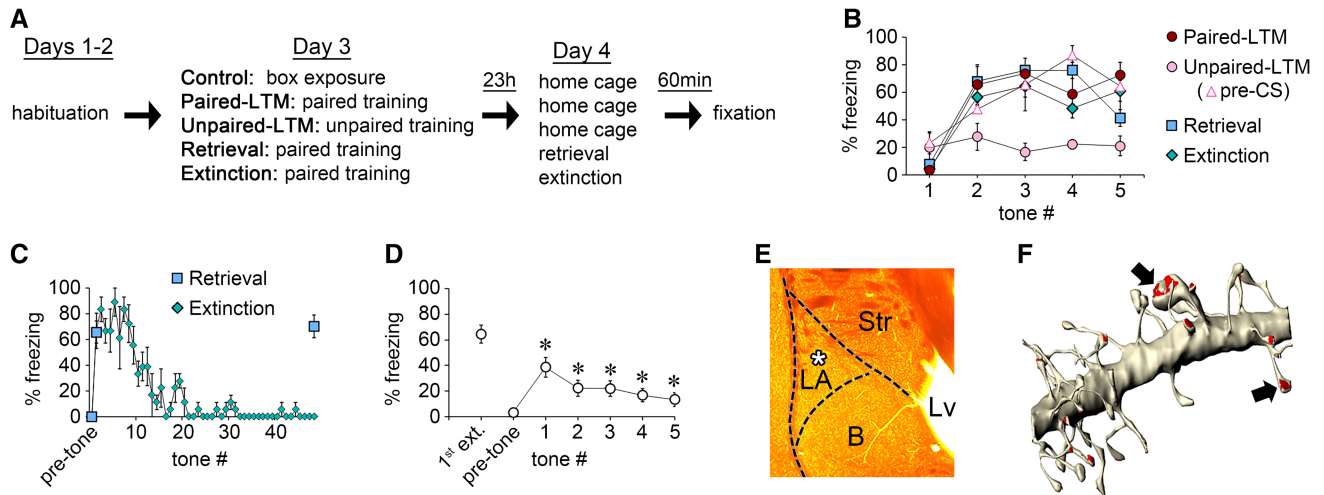 A
Days 1-2
Day 3
Day 4
habituation
Control: box exposure
Paired-LTM: paired training
Unpaired-LTM: unpaired training
Retrieval: paired training
Extinction: paired training
23h
home cage
home cage
home cage
retrieval
extinction
60min
fixation
B
% freezing
100
80
60
40
20
0
1 2 3 4 5
tone #
Paired-LTM
Unpaired-LTM
(△ pre-CS)
Retrieval
Extinction
C
% freezing
100
80
60
40
20
0
pre-tone 10 20 30 40
tone #
Retrieval
Extinction
D
% freezing
100
80
60
40
20
0
* * * * *
1st ext. pre-tone 1 2 3 4 5
tone #
E
Str
*
LA
Lv
B
F